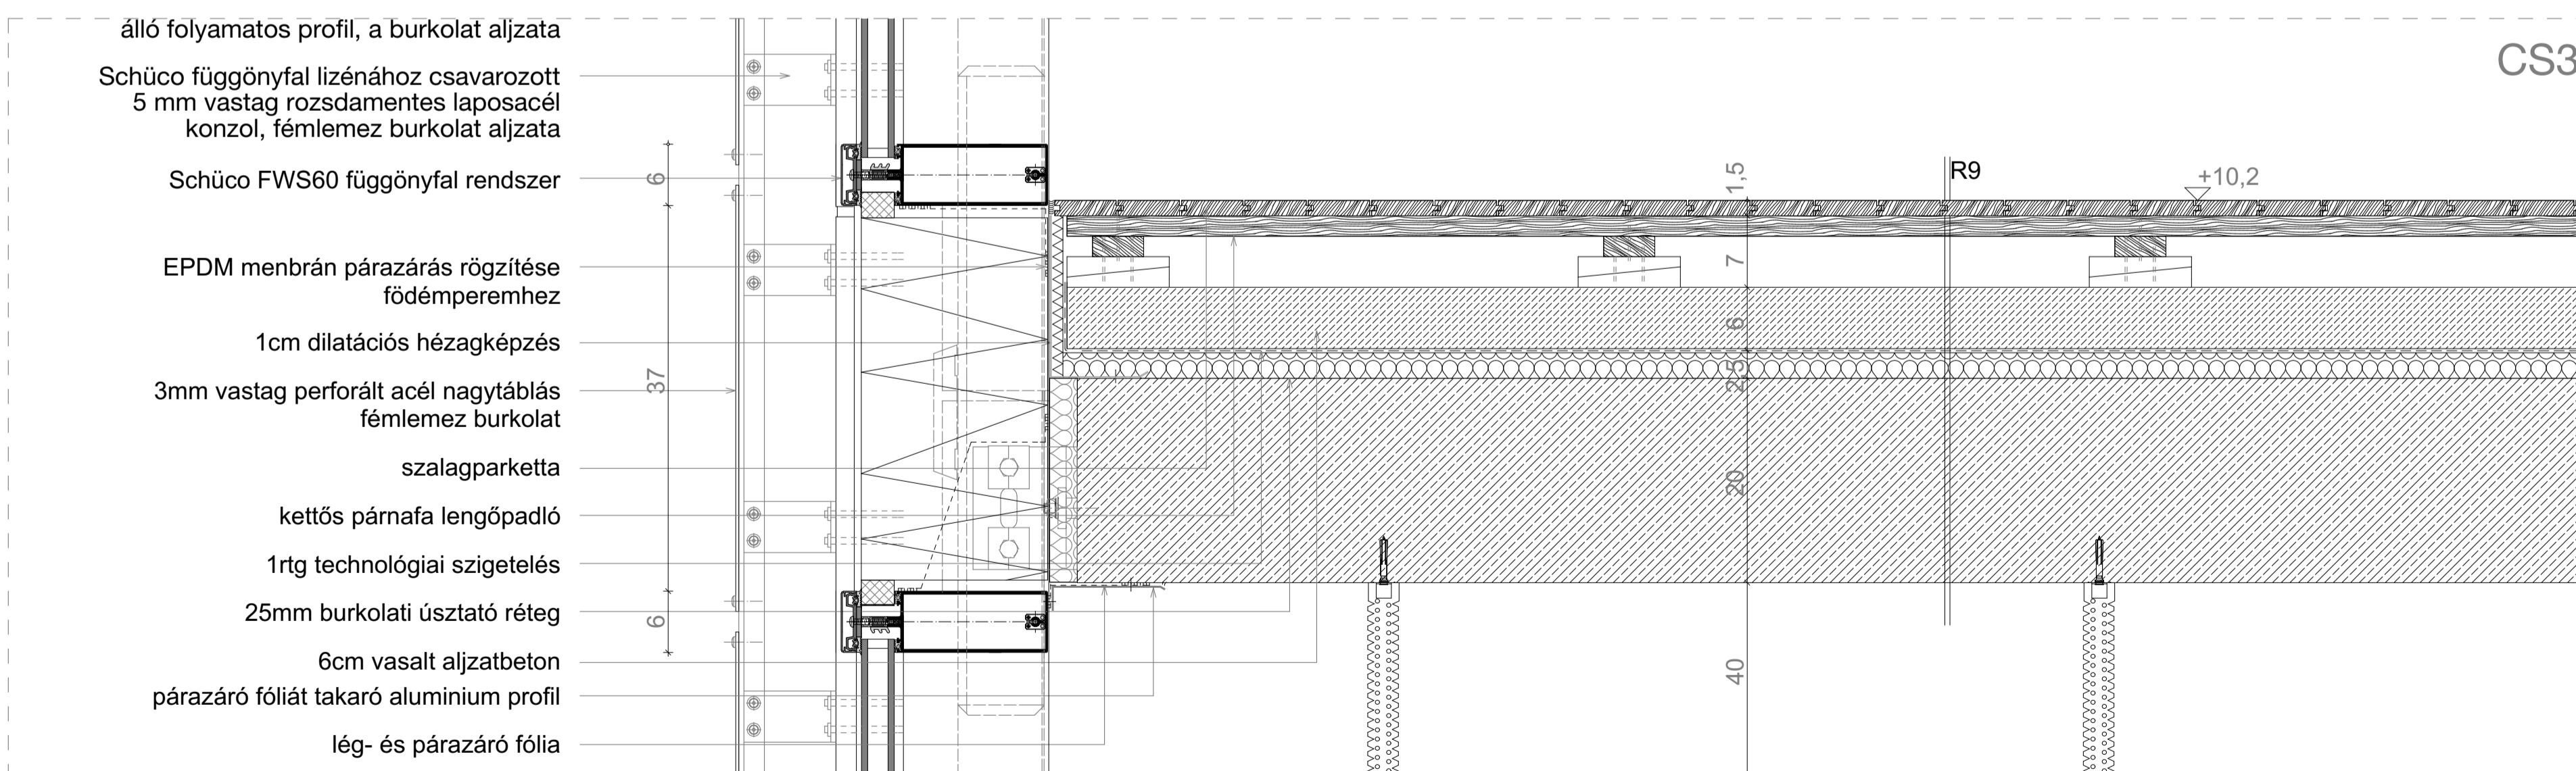 álló folyamatos profil, a burkolat aljzata
Schüco függönyfal lizénához csavarozott
5 mm vastag rozsdamentes laposacél
konzol, fémlemez burkolat aljzata
Schüco FWS60 függönyfal rendszer
EPDM menbrán párazárás rögzítése
födémperemhez
1cm dilatációs hézagképzés
3mm vastag perforált acél nagytáblás
fémlemez burkolat
szalagparketta
kettős párnafa lengőpadló
1rtg technológiai szigetelés
25mm burkolati úsztató réteg
6cm vasalt aljzatbeton
párazáró fóliát takaró aluminium profil
lég- és párazáró fólia
6
37
6
1,5
7
6
2,5
20
40
R9
+10,2
CS3